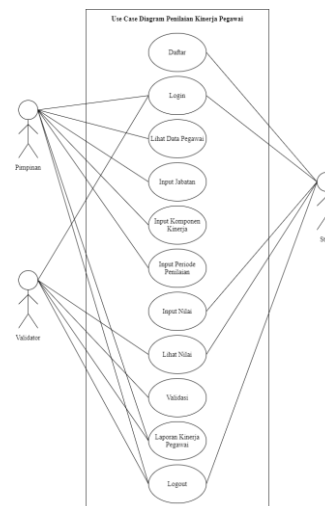 Use Case Diagram Penilaian Kinerja Pegawai
Daftar
Login
Lihat Data Pegawai
Pimpinan
Input Jabatan
Input Komponen
Kinerja
Input Periode
Penilaian
Input Nilai
Lihat Nilai
Validator
Validasi
Laporan Kinerja
Pegawai
Logout